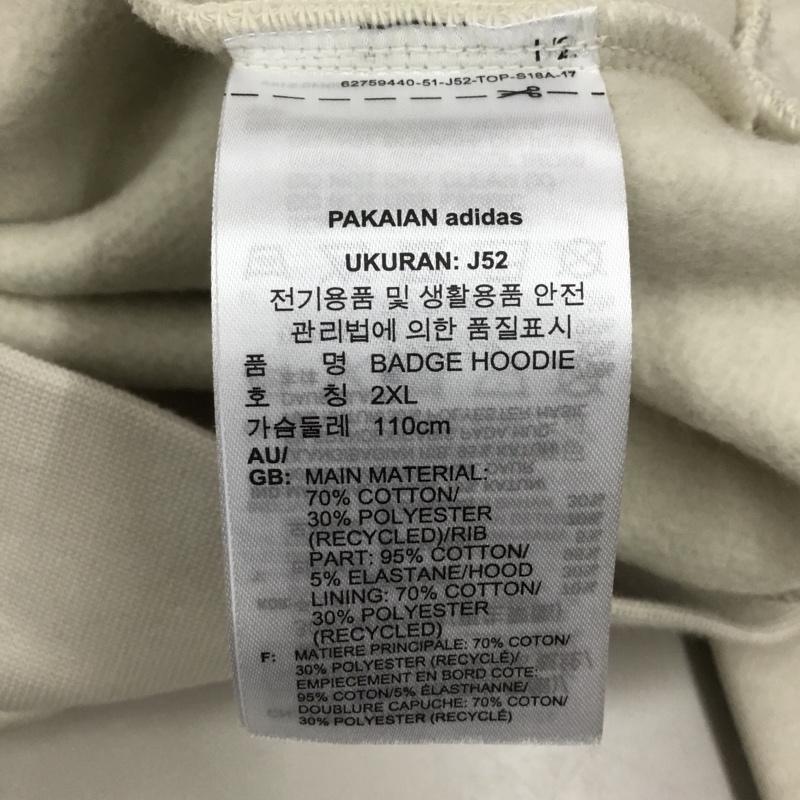 1/2
62759440-51-J52-TOP-S18A-17
PAKAIAN adidas
UKURAN: J52
전기용품 및 생활용품 안전
관리법에 의한 품질표시
품 명 BADGE HOODIE
호 칭 2XL
가슴둘레 110cm
AU/
GB: MAIN MATERIAL:
70% COTTON/
30% POLYESTER
(RECYCLED)/RIB
PART: 95% COTTON/
5% ELASTANE/HOOD
LINING: 70% COTTON/
30% POLYESTER
(RECYCLED)
F: MATIERE PRINCIPALE: 70% COTON/
30% POLYESTER (RECYCLÉ)/
EMPIECEMENT EN BORD COTE:
95% COTON/5% ÉLASTHANNE/
DOUBLURE CAPUCHE: 70% COTON/
30% POLYESTER (RECYCLÉ)